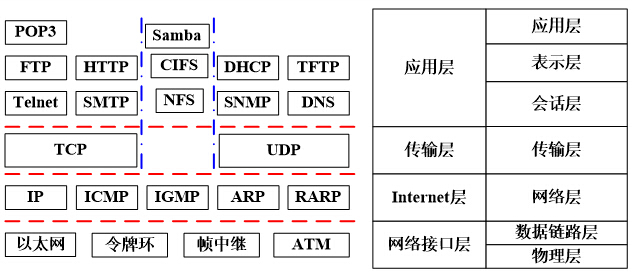 POP3 Samba
FTP HTTP CIFS DHCP TFTP
Telnet SMTP NFS SNMP DNS
TCP UDP
IP ICMP IGMP ARP RARP
以太网 令牌环 帧中继 ATM
应用层 应用层
表示层
会话层
传输层 传输层
Internet层 网络层
网络接口层 数据链路层
物理层